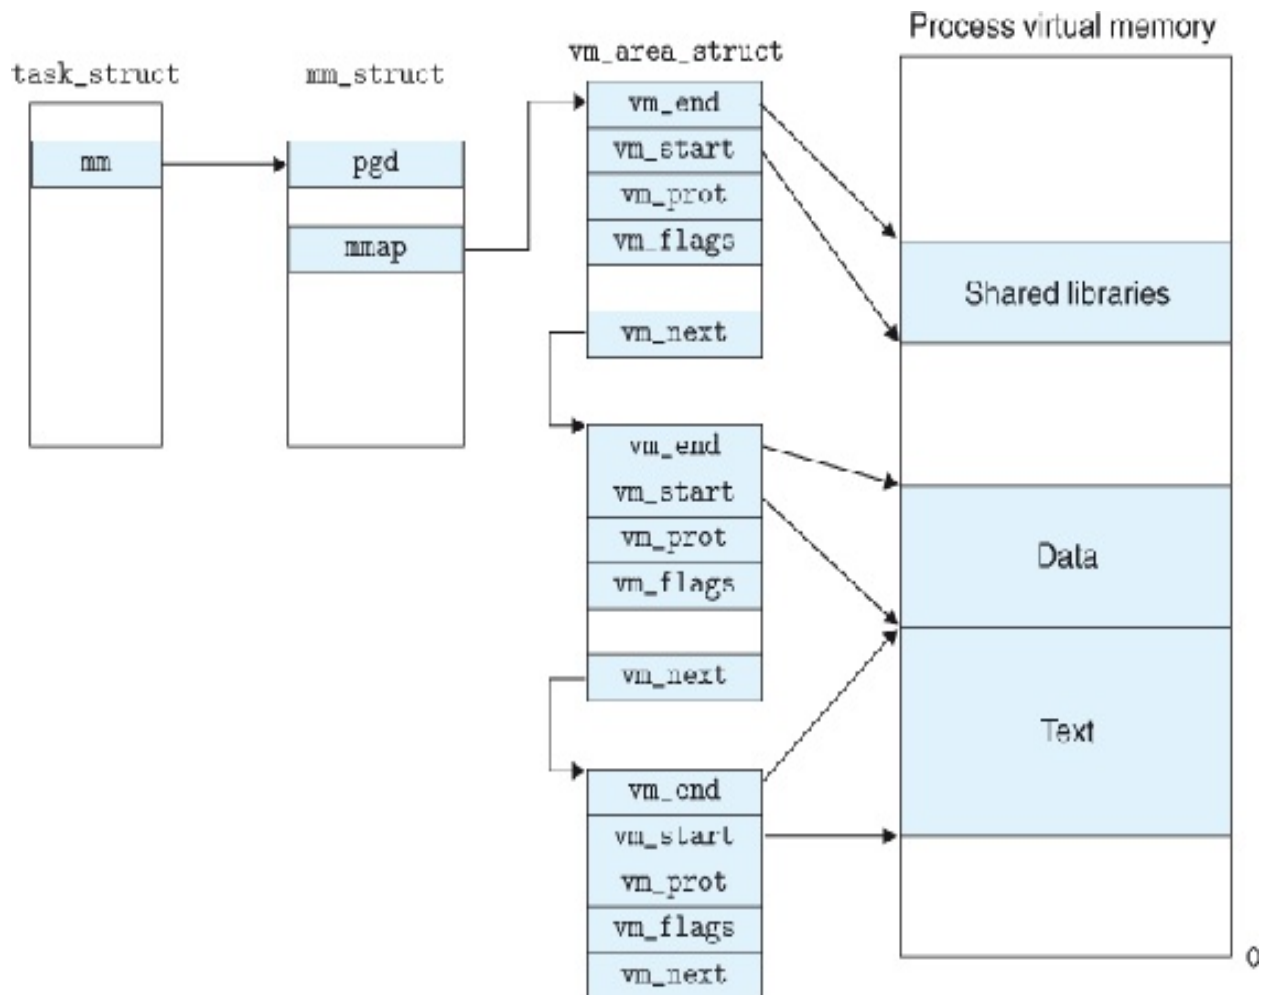 task_struct
mm
mm_struct
pgd
mmap
vm_area_struct
vm_end
vm_start
vm_prot
vm_flags
vm_next
vm_end
vm_start
vm_prot
vm_flags
vm_next
vm_end
vm_start
vm_prot
vm_flags
vm_next
Process virtual memory
Shared libraries
Data
Text
0